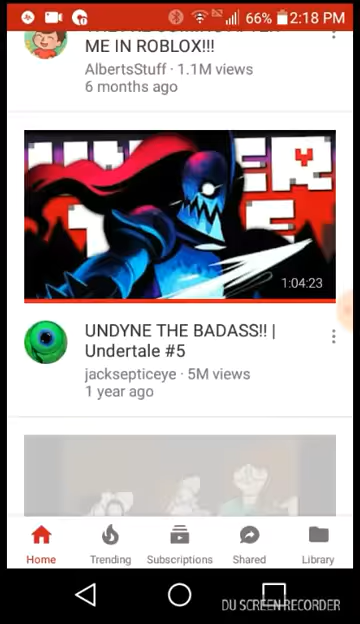 66% 2:18 PM
ME IN ROBLOX!!!
AlbertsStuff · 1.1M views
6 months ago
UNDER
1:04:23
UNDYNE THE BADASS!! |
Undertale #5
jacksepticeye · 5M views
1 year ago
Home Trending Subscriptions Shared Library
DU SCREEN RECORDER